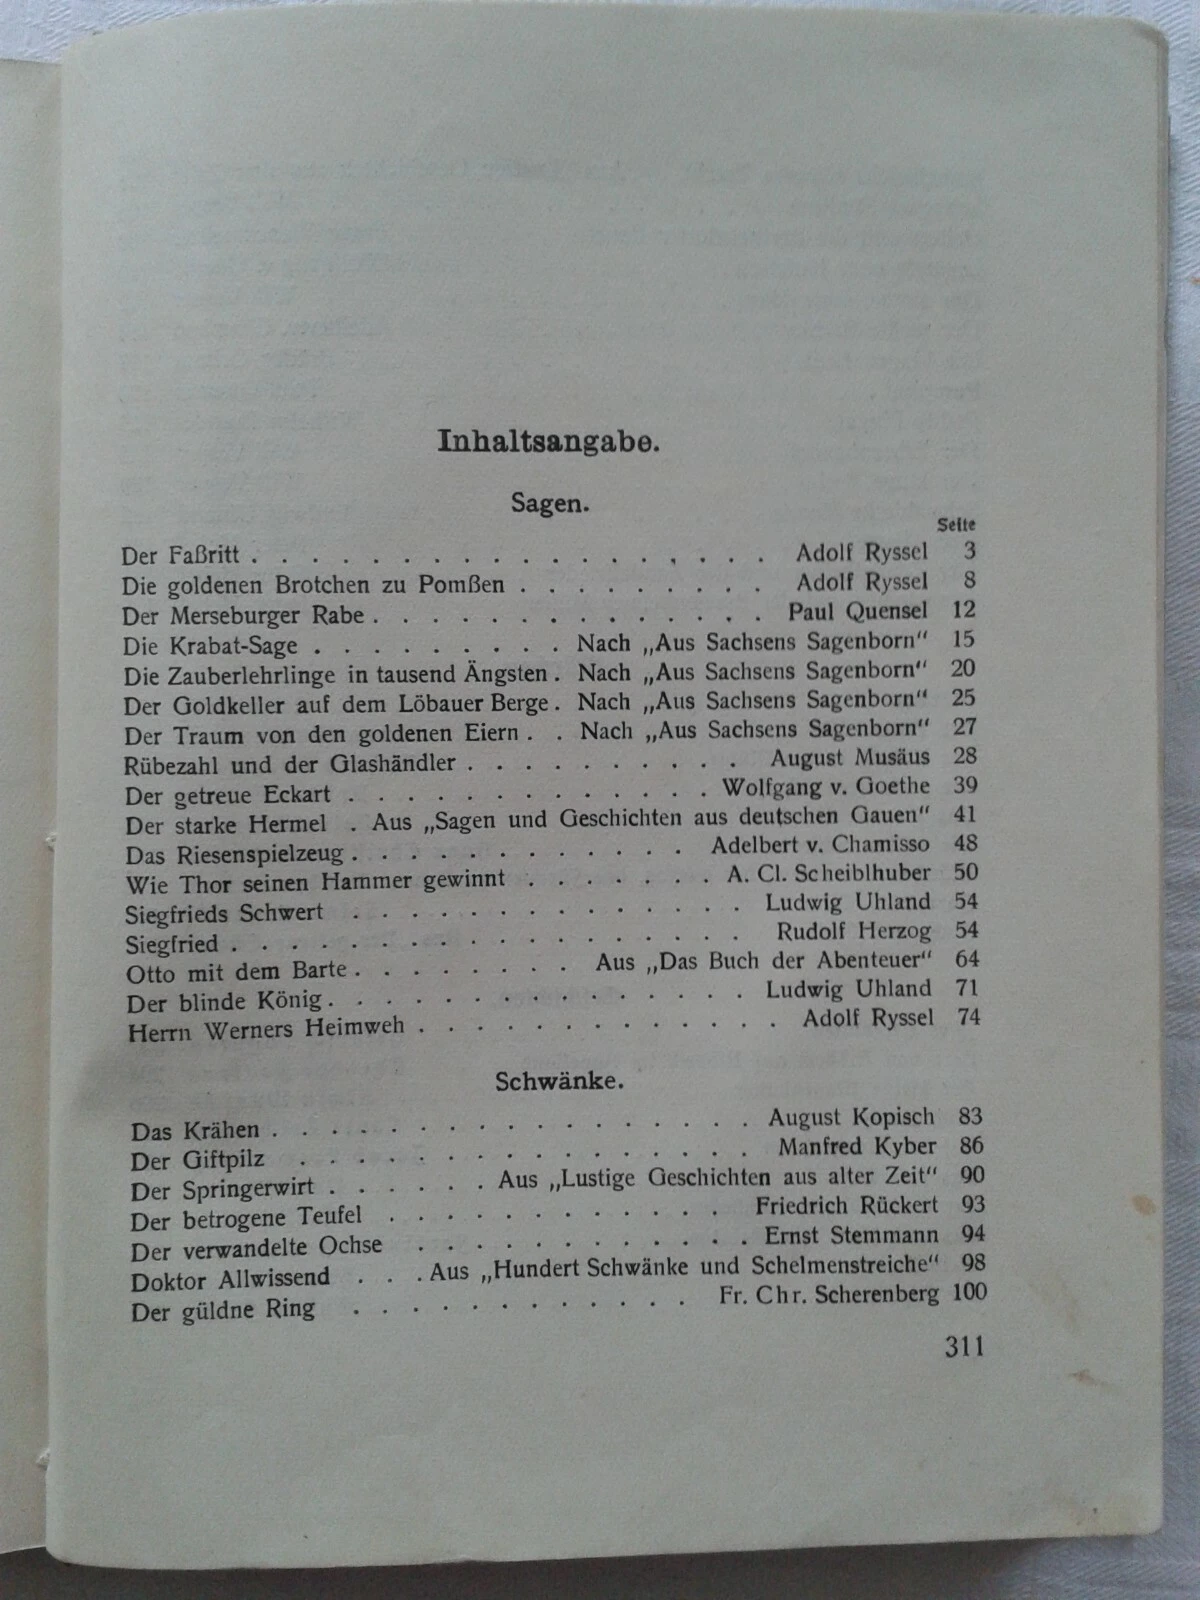 Inhaltsangabe.
Sagen.
Seite
Der Faßritt . . . . . . . . . . . . . . . . . Adolf Ryssel 3
Die goldenen Brotchen zu Pomßen . . . . . . . . . Adolf Ryssel 8
Der Merseburger Rabe . . . . . . . . . . . . . . Paul Quensel 12
Die Krabat-Sage . . . . . . . . . Nach „Aus Sachsens Sagenborn“ 15
Die Zauberlehrlinge in tausend Ängsten . Nach „Aus Sachsens Sagenborn“ 20
Der Goldkeller auf dem Löbauer Berge . Nach „Aus Sachsens Sagenborn“ 25
Der Traum von den goldenen Eiern . . Nach „Aus Sachsens Sagenborn“ 27
Rübezahl und der Glashändler . . . . . . . . . . August Musäus 28
Der getreue Eckart . . . . . . . . . . . . . Wolfgang v. Goethe 39
Der starke Hermel . Aus „Sagen und Geschichten aus deutschen Gauen“ 41
Das Riesenspielzeug . . . . . . . . . . . . Adelbert v. Chamisso 48
Wie Thor seinen Hammer gewinnt . . . . . . . A. Cl. Scheiblhuber 50
Siegfrieds Schwert . . . . . . . . . . . . . . Ludwig Uhland 54
Siegfried . . . . . . . . . . . . . . . . . Rudolf Herzog 54
Otto mit dem Barte . . . . . . . . Aus „Das Buch der Abenteuer“ 64
Der blinde König . . . . . . . . . . . . . . Ludwig Uhland 71
Herrn Werners Heimweh . . . . . . . . . . . . . Adolf Ryssel 74
Schwänke.
Das Krähen . . . . . . . . . . . . . . . . . August Kopisch 83
Der Giftpilz . . . . . . . . . . . . . . . . Manfred Kyber 86
Der Springerwirt . . . . . . Aus „Lustige Geschichten aus alter Zeit“ 90
Der betrogene Teufel . . . . . . . . . . . . Friedrich Rückert 93
Der verwandelte Ochse . . . . . . . . . . . . Ernst Stemmann 94
Doktor Allwissend . . . Aus „Hundert Schwänke und Schelmenstreiche“ 98
Der güldne Ring . . . . . . . . . . . . Fr. Chr. Scherenberg 100
311